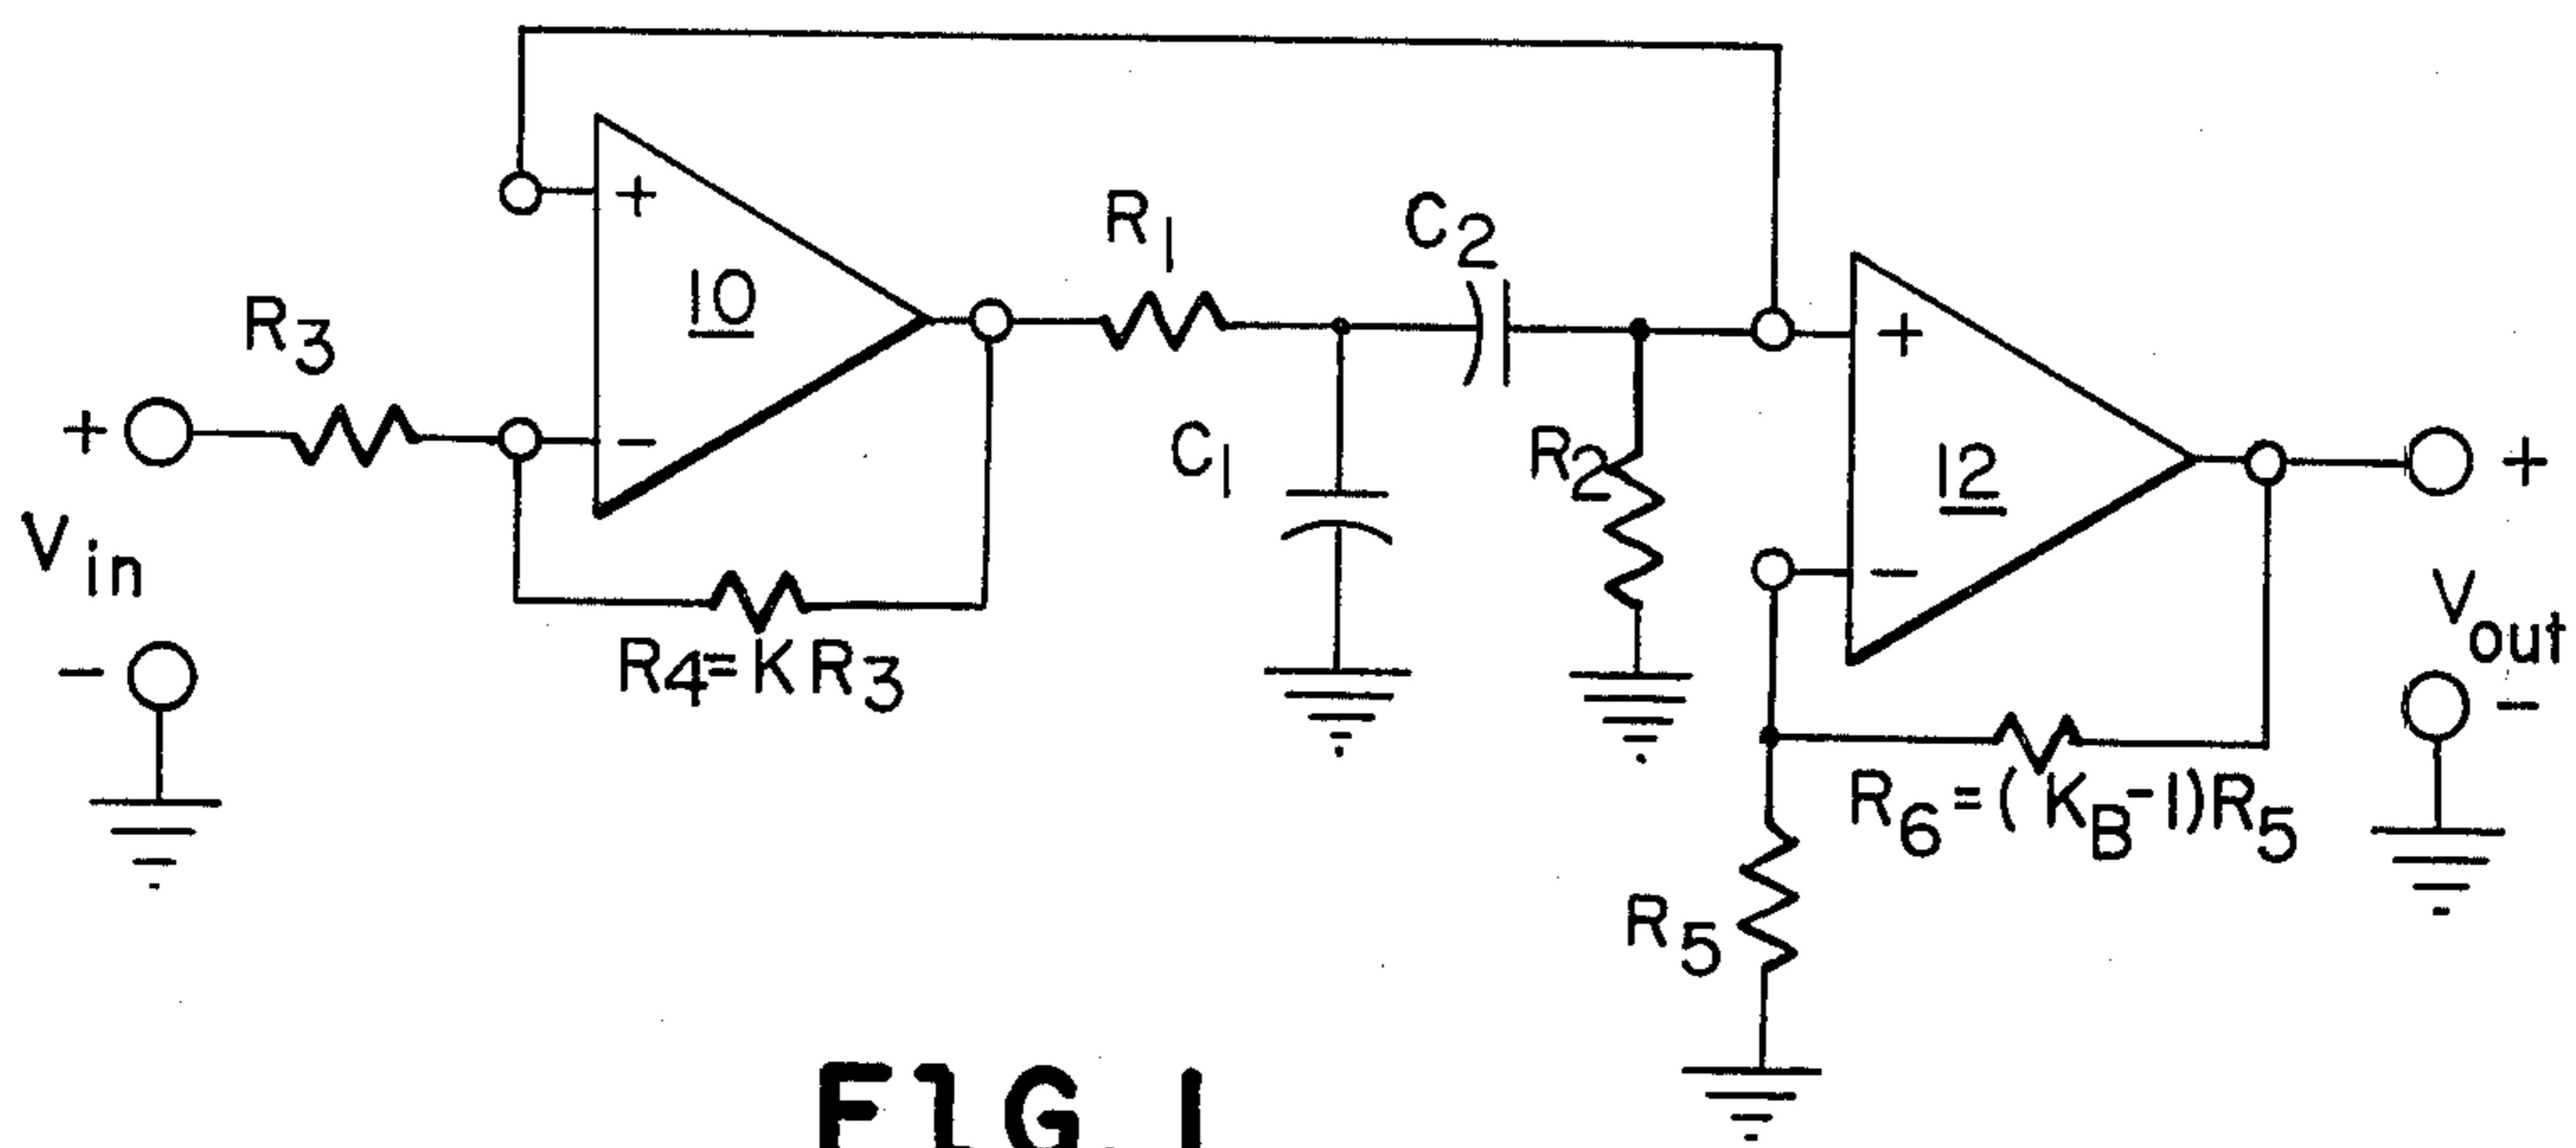 +
-
10
R1
C2
R3
+
-
+
Vin
-
C1
R2
R4=KR3
+
-
12
+
Vout
-
R6=(KB-1)R5
R5
FIG. 1